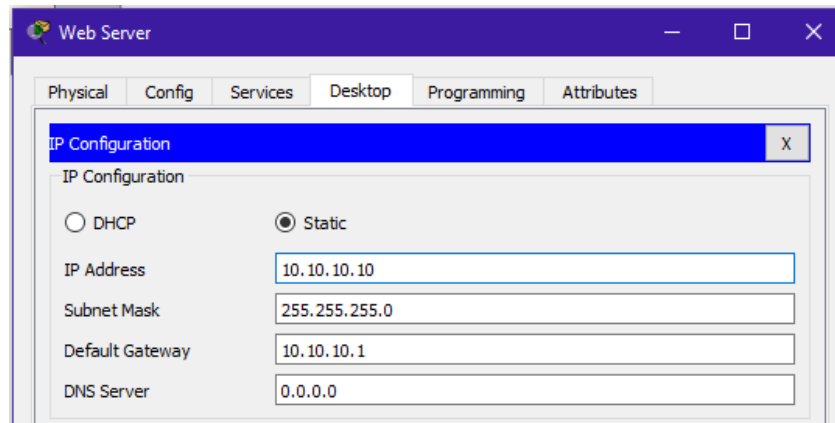 Web Server
Physical Config Services Desktop Programming Attributes
IP Configuration X
IP Configuration
DHCP Static
IP Address 10.10.10.10
Subnet Mask 255.255.255.0
Default Gateway 10.10.10.1
DNS Server 0.0.0.0